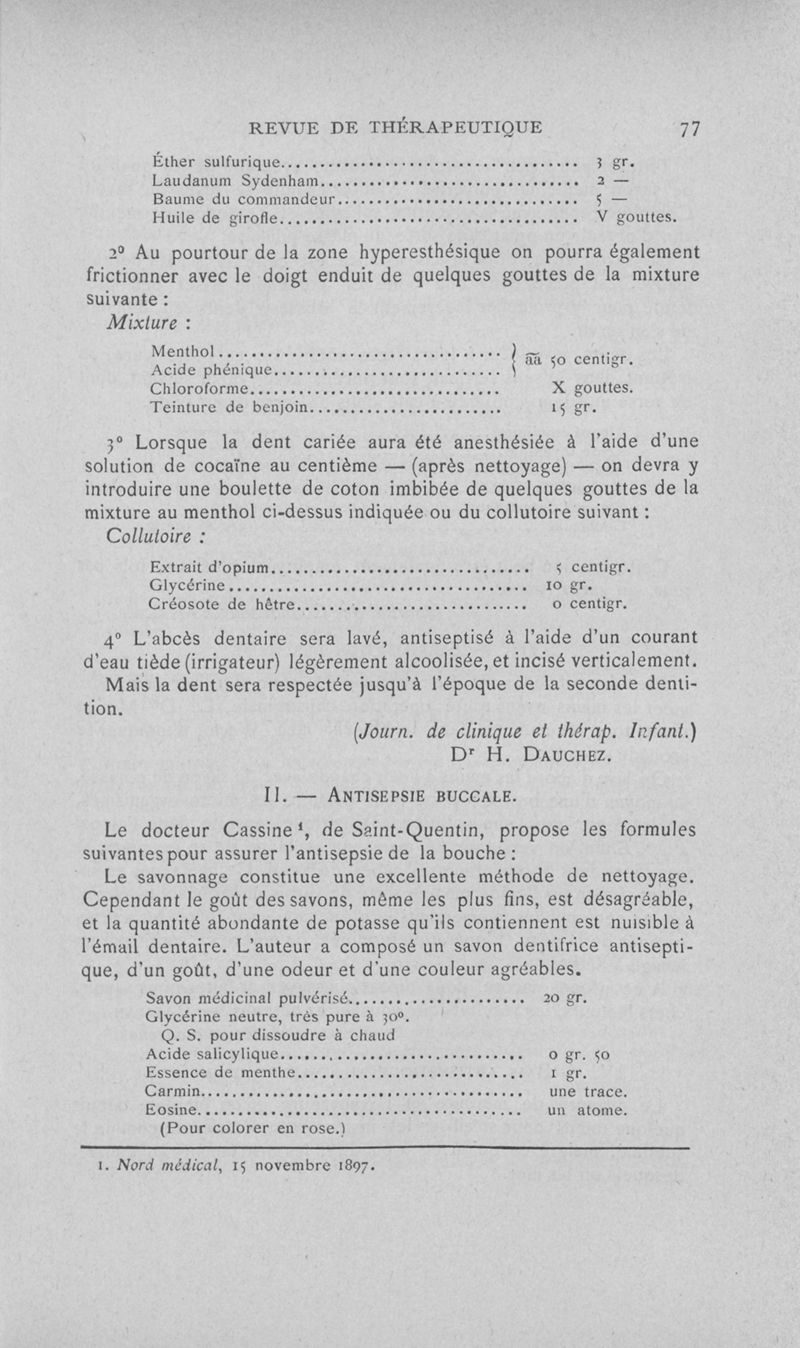 REVUE DE THÉRAPEUTIQUE 77
Éther sulfurique........ 3 gr.
Laudanum Sydenham........ 2 —
Baume du commandeur........ 5 —
Huile de girofle........ V gouttes.
2º Au pourtour de la zone hyperesthésique on pourra également
frictionner avec le doigt enduit de quelques gouttes de la mixture
suivante :
Mixture :
Menthol........ } āā 50 centigr.
Acide phénique........
Chloroforme........ X gouttes.
Teinture de benjoin........ 15 gr.
3º Lorsque la dent cariée aura été anesthésiée à l'aide d'une
solution de cocaïne au centième — (après nettoyage) — on devra y
introduire une boulette de coton imbibée de quelques gouttes de la
mixture au menthol ci-dessus indiquée ou du collutoire suivant :
Collutoire :
Extrait d'opium........ 5 centigr.
Glycérine........ 10 gr.
Créosote de hêtre........ 0 centigr.
4º L'abcès dentaire sera lavé, antiseptisé à l'aide d'un courant
d'eau tiède (irrigateur) légèrement alcoolisée, et incisé verticalement.
Mais la dent sera respectée jusqu'à l'époque de la seconde denti-
tion.
(Journ. de clinique et thérap. Infant.)
Dr H. DAUCHEZ.
II. — ANTISEPSIE BUCCALE.
Le docteur Cassine¹, de Saint-Quentin, propose les formules
suivantes pour assurer l'antisepsie de la bouche :
Le savonnage constitue une excellente méthode de nettoyage.
Cependant le goût des savons, même les plus fins, est désagréable,
et la quantité abondante de potasse qu'ils contiennent est nuisible à
l'émail dentaire. L'auteur a composé un savon dentifrice antisepti-
que, d'un goût, d'une odeur et d'une couleur agréables.
Savon médicinal pulvérisé........ 20 gr.
Glycérine neutre, très pure à 30º.
Q. S. pour dissoudre à chaud
Acide salicylique........ 0 gr. 50
Essence de menthe........ 1 gr.
Carmin........ une trace.
Eosine........ un atome.
(Pour colorer en rose.)
1. Nord médical, 15 novembre 1897.